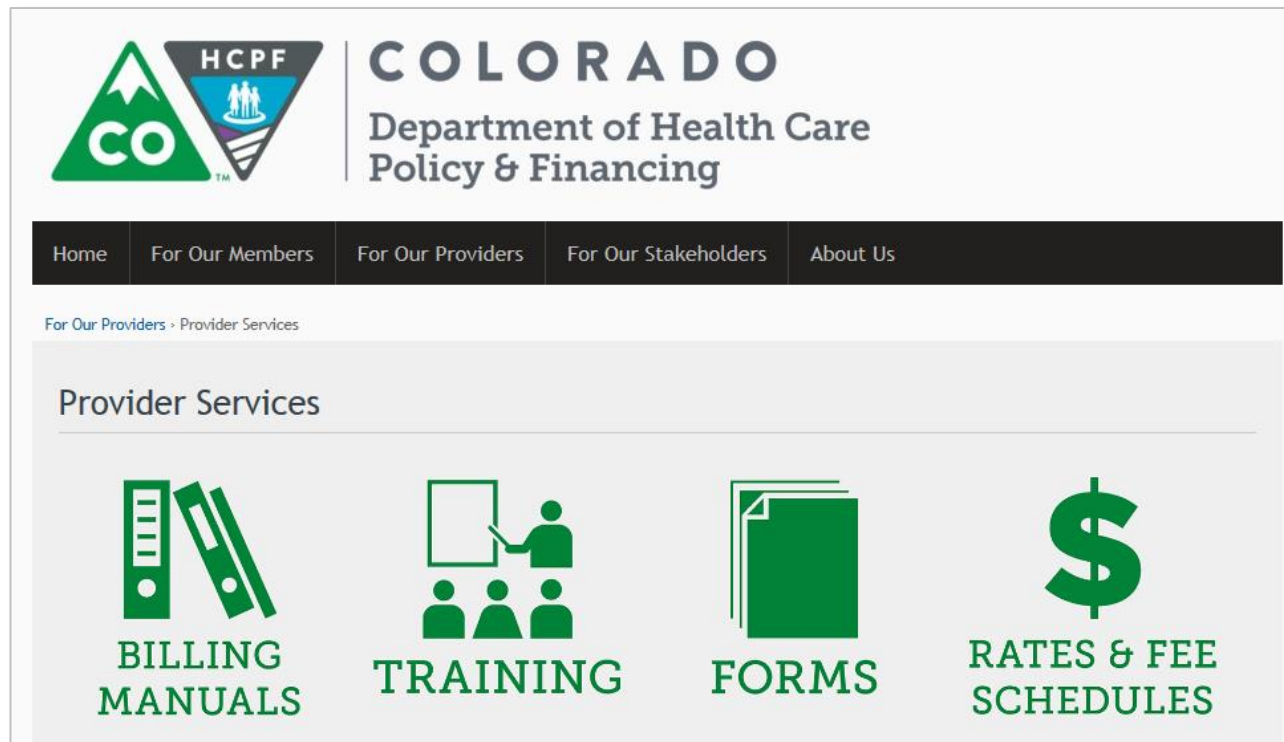 HCPF
CO
TM
COLORADO
Department of Health Care
Policy & Financing
Home For Our Members For Our Providers For Our Stakeholders About Us
For Our Providers › Provider Services
Provider Services
BILLING
MANUALS
TRAINING
FORMS
$
RATES & FEE
SCHEDULES